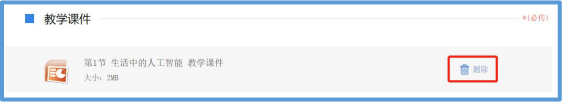 教学课件
*(必传)
第1节 生活中的人工智能 教学课件
删除
大小：2MB